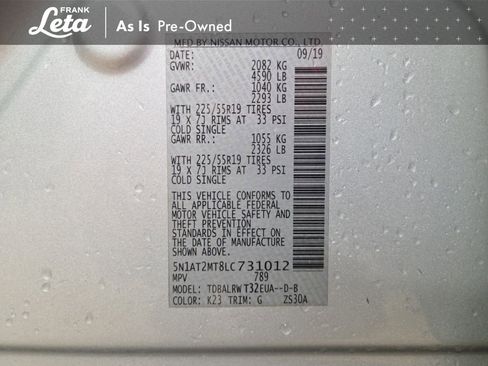 FRANK
Leta
As Is Pre-Owned
MFD BY NISSAN MOTOR CO., LTD.
DATE: 09/19
GVWR: 2082 KG
4590 LB
GAWR FR.: 1040 KG
2293 LB
WITH 225/55R19 TIRES
19 X 7J RIMS AT 33 PSI
COLD SINGLE
GAWR RR.: 1055 KG
2326 LB
WITH 225/55R19 TIRES
19 X 7J RIMS AT 33 PSI
COLD SINGLE
THIS VEHICLE CONFORMS TO
ALL APPLICABLE FEDERAL
MOTOR VEHICLE SAFETY AND
THEFT PREVENTION
STANDARDS IN EFFECT ON
THE DATE OF MANUFACTURE
SHOWN ABOVE.
5N1AT2MT8LC731012
MPV 789
MODEL: TDBALRWT32EUA--D-B
COLOR: K23 TRIM: G ZS30A